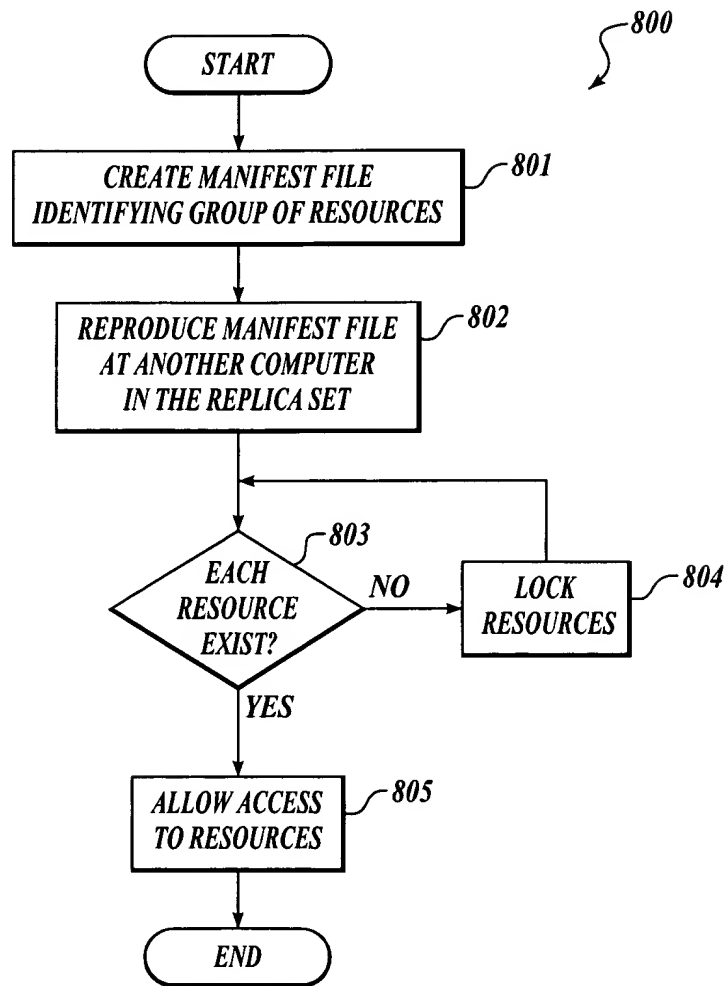 800
START
CREATE MANIFEST FILE
IDENTIFYING GROUP OF RESOURCES
801
REPRODUCE MANIFEST FILE
AT ANOTHER COMPUTER
IN THE REPLICA SET
802
EACH
RESOURCE
EXIST?
803
NO
LOCK
RESOURCES
804
YES
ALLOW ACCESS
TO RESOURCES
805
END